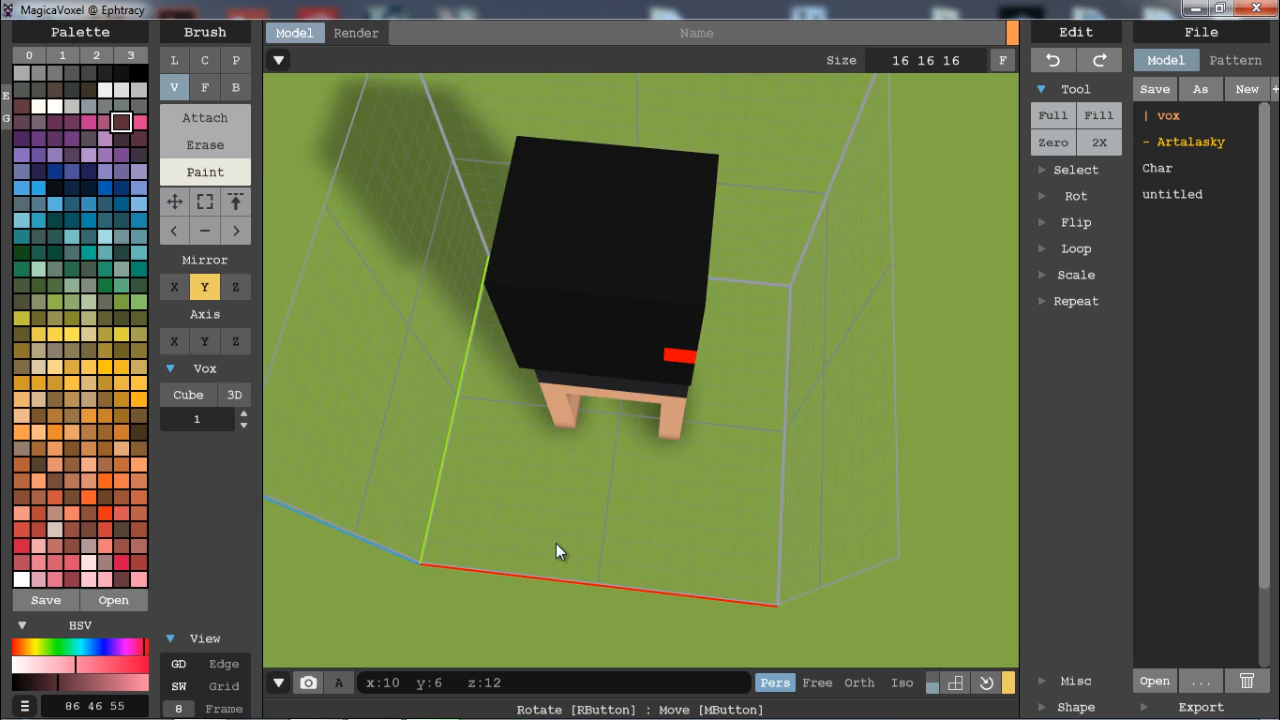 MagicaVoxel @ Ephtracy
Palette
0 1 2 3
E
G
Save Open
HSV
86 46 55
Brush
L C P
V F B
Attach
Erase
Paint
< - >
Mirror
X Y Z
Axis
X Y Z
Vox
Cube 3D
1
View
GD Edge
SW Grid
8 Frame
Model Render Name
Size 16 16 16 F
A x:10 y:6 z:12 Pers Free Orth Iso
Rotate [RButton] : Move [MButton]
Edit
Tool
Full Fill
Zero 2X
Select
Rot
Flip
Loop
Scale
Repeat
Misc
Shape
File
Model Pattern
Save As New +
| vox
- Artalasky
Char
untitled
Open ...
Export